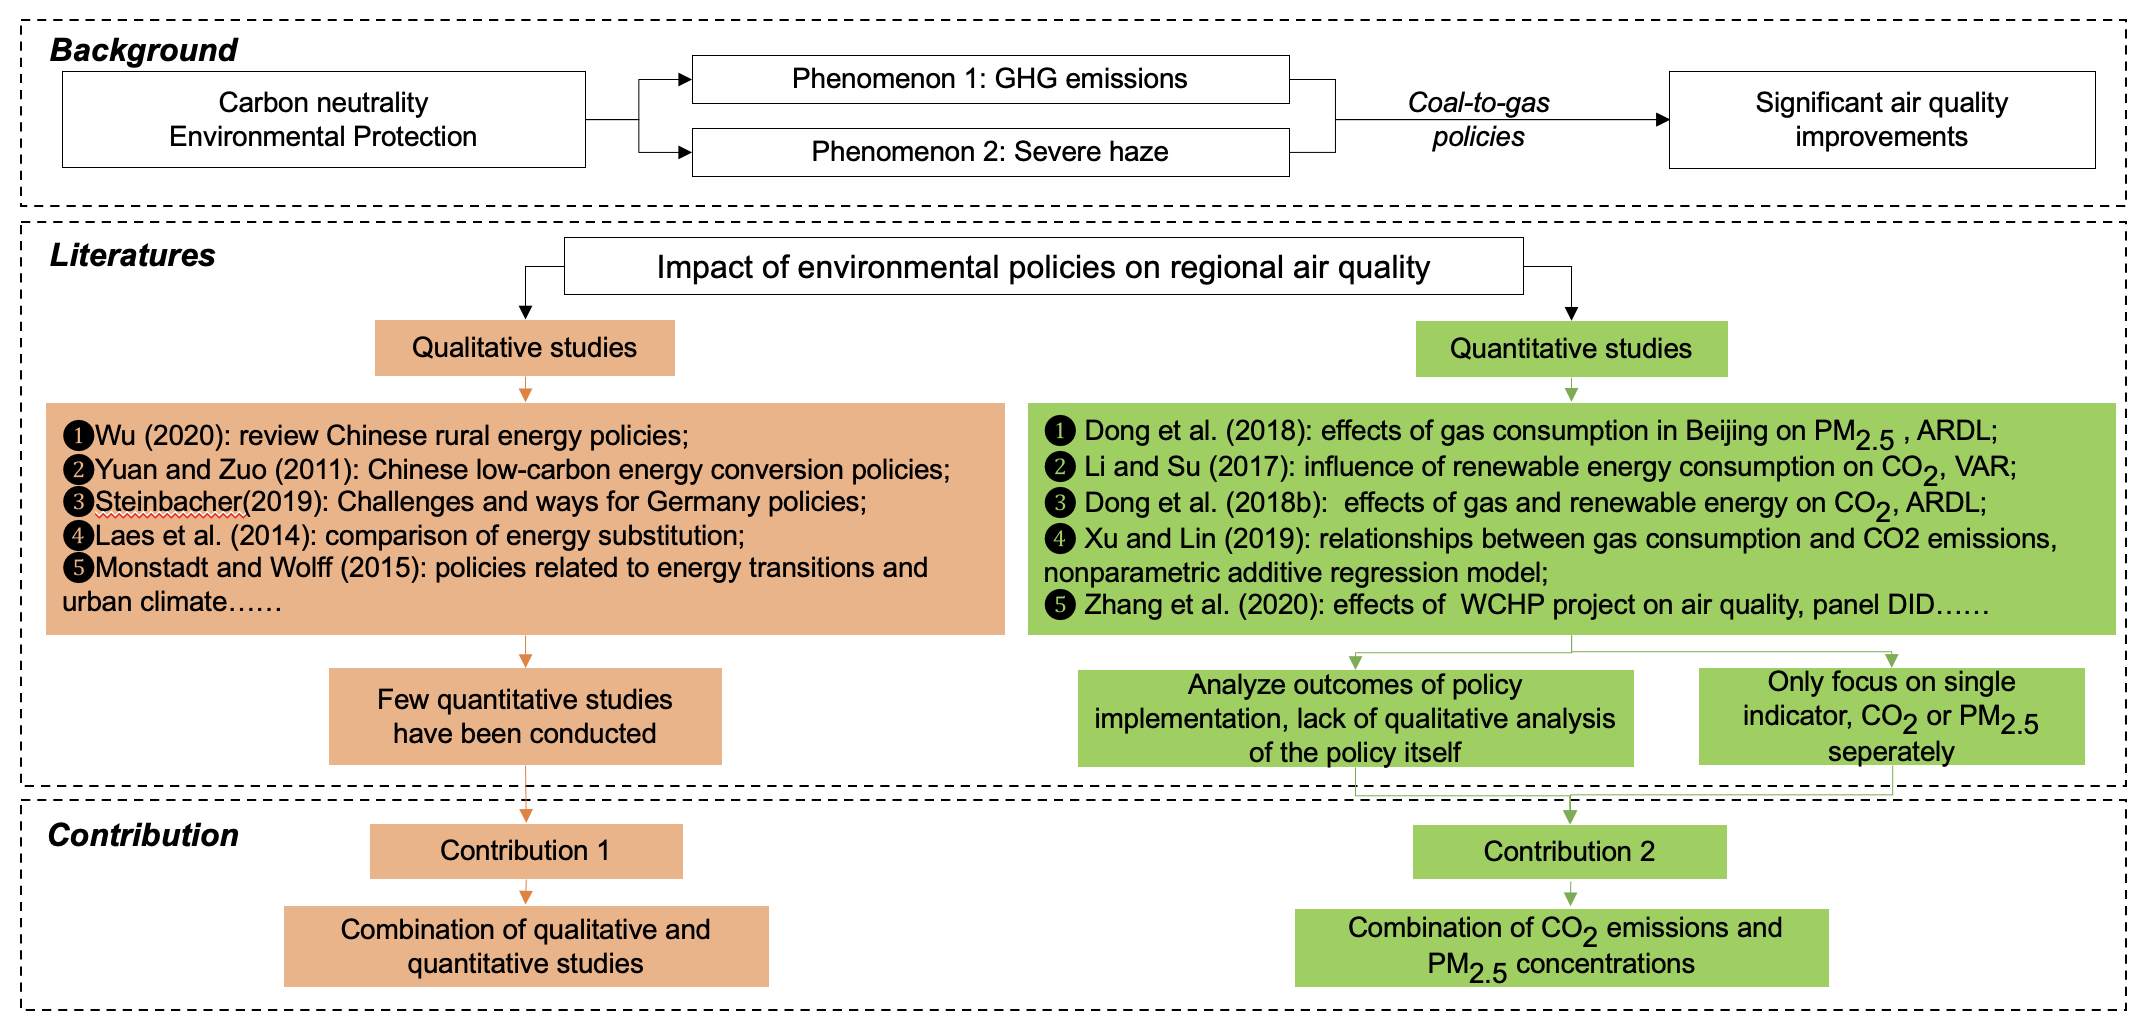 Background
Carbon neutrality
Environmental Protection
Phenomenon 1: GHG emissions
Phenomenon 2: Severe haze
Coal-to-gas
policies
Significant air quality
improvements
Literatures
Impact of environmental policies on regional air quality
Qualitative studies
Quantitative studies
❶Wu (2020): review Chinese rural energy policies;
❷Yuan and Zuo (2011): Chinese low-carbon energy conversion policies;
❸Steinbacher(2019): Challenges and ways for Germany policies;
❹Laes et al. (2014): comparison of energy substitution;
❺Monstadt and Wolff (2015): policies related to energy transitions and
urban climate……
❶ Dong et al. (2018): effects of gas consumption in Beijing on PM2.5 , ARDL;
❷ Li and Su (2017): influence of renewable energy consumption on CO2, VAR;
❸ Dong et al. (2018b): effects of gas and renewable energy on CO2, ARDL;
❹ Xu and Lin (2019): relationships between gas consumption and CO2 emissions,
nonparametric additive regression model;
❺ Zhang et al. (2020): effects of WCHP project on air quality, panel DID……
Few quantitative studies
have been conducted
Analyze outcomes of policy
implementation, lack of qualitative analysis
of the policy itself
Only focus on single
indicator, CO2 or PM2.5
seperately
Contribution
Contribution 1
Contribution 2
Combination of qualitative and
quantitative studies
Combination of CO2 emissions and
PM2.5 concentrations